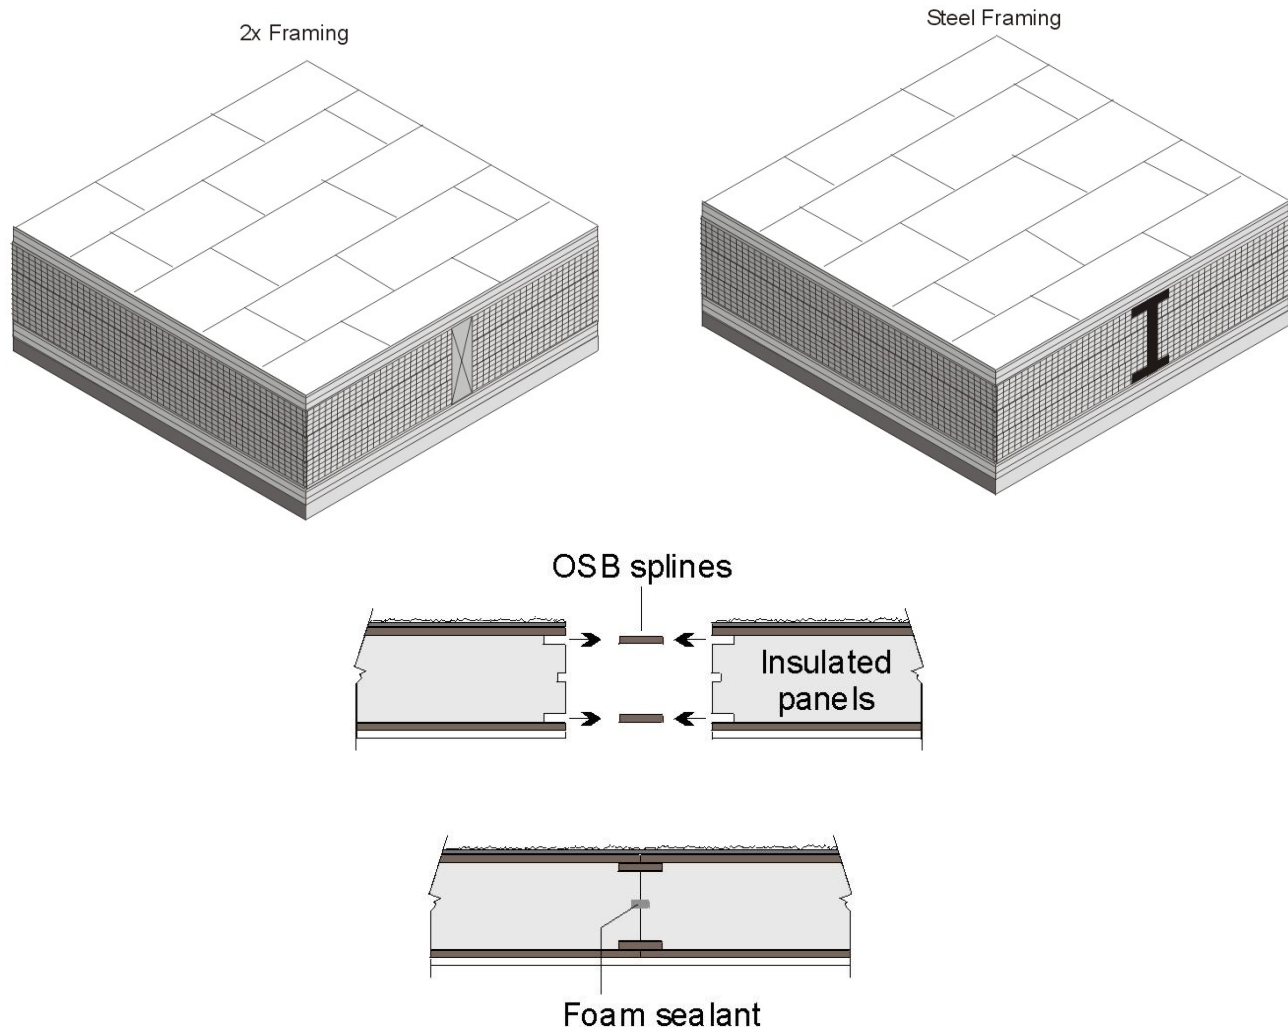 2x Framing
Steel Framing
OSB splines
Insulated
panels
Foam sealant